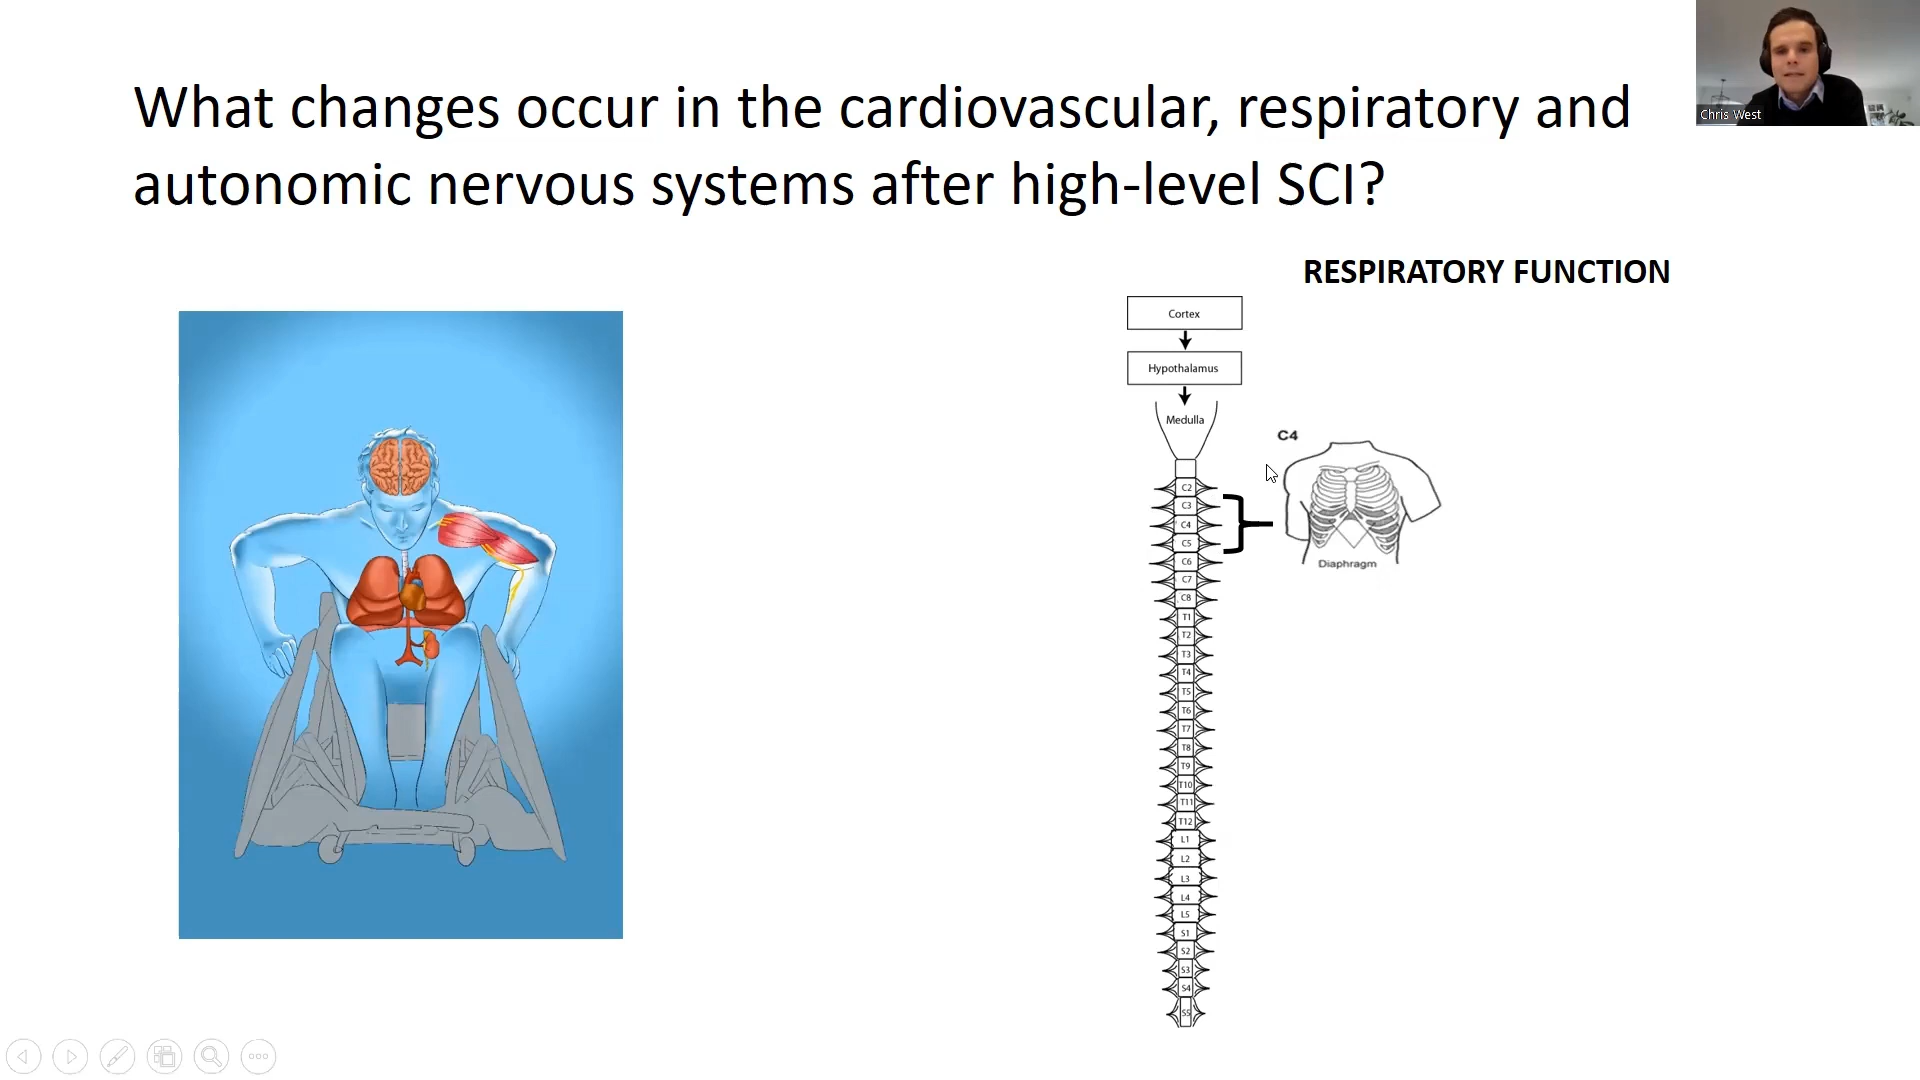 What changes occur in the cardiovascular, respiratory and
autonomic nervous systems after high-level SCI?
Chris West
RESPIRATORY FUNCTION
Cortex
Hypothalamus
Medulla
C4
C2
C3
C4
C5
C6
C7
C8
T1
T2
T3
T4
T5
T6
T7
T8
T9
T10
T11
T12
L1
L2
L3
L4
L5
S1
S2
S3
S4
S5
Diaphragm